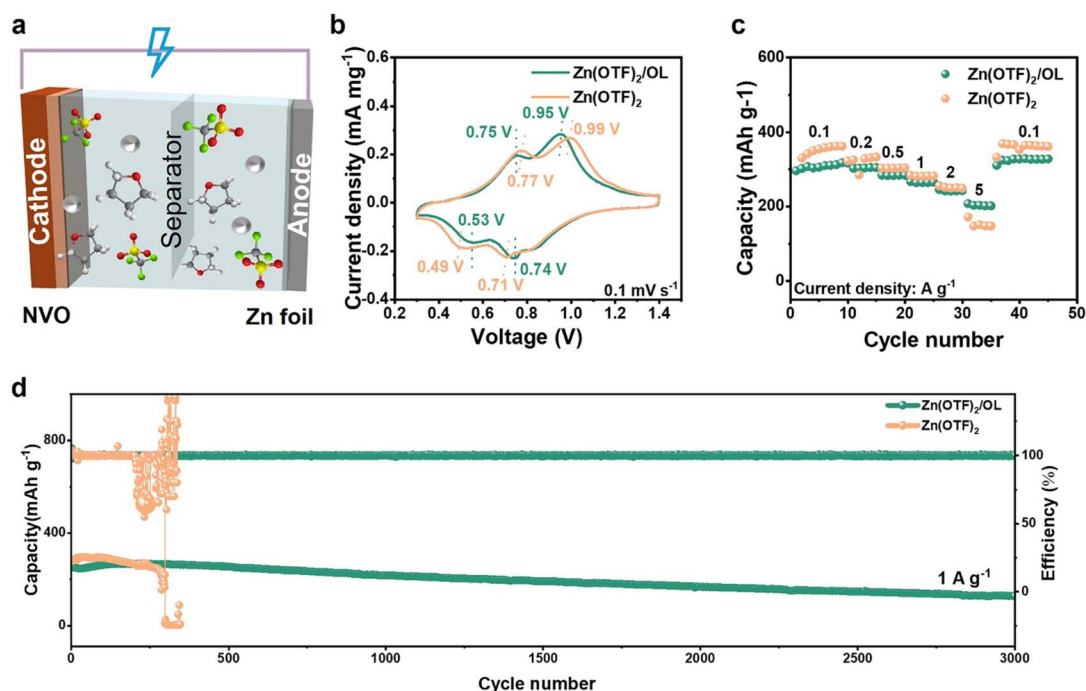 a
Cathode
Separator
Anode
NVO
Zn foil
b
Current density (mA mg⁻¹)
0.6
0.4
0.2
0.0
-0.2
-0.4
Zn(OTF)₂/OL
Zn(OTF)₂
0.95 V
0.75 V
0.99 V
0.77 V
0.53 V
0.49 V
0.71 V
0.74 V
0.1 mV s⁻¹
0.2 0.4 0.6 0.8 1.0 1.2 1.4
Voltage (V)
c
Capacity (mAh g-1)
600
400
200
0
Zn(OTF)₂/OL
Zn(OTF)₂
0.1
0.2
0.5
1
2
5
0.1
Current density: A g⁻¹
0 10 20 30 40 50
Cycle number
d
Capacity(mAh g⁻¹)
800
400
0
Zn(OTF)₂/OL
Zn(OTF)₂
1 A g⁻¹
100
50
0
Efficiency (%)
0 500 1000 1500 2000 2500 3000
Cycle number